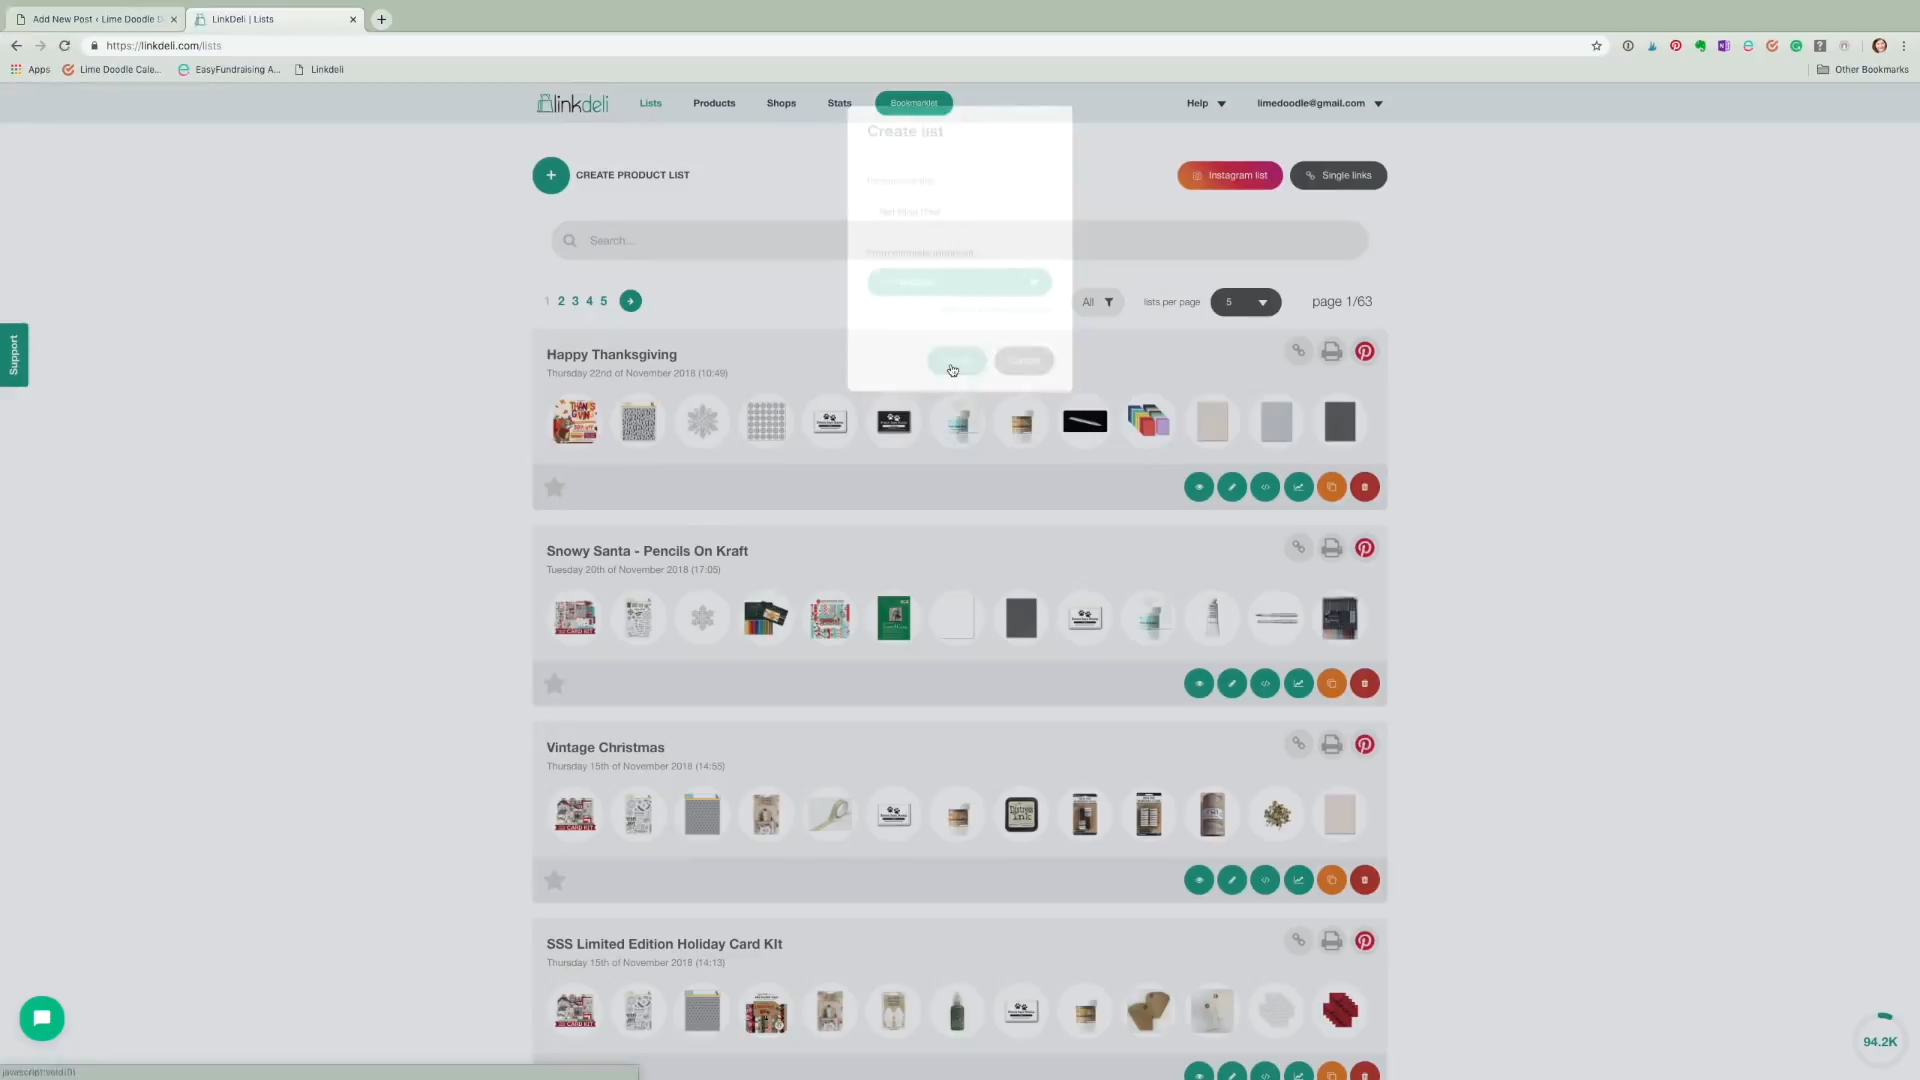 Add New Post ‹ Lime Doodle D
LinkDeli | Lists
https://linkdeli.com/lists
Apps
Lime Doodle Cale...
EasyFundraising A...
Linkdeli
Other Bookmarks
linkdeli
Lists
Products
Shops
Stats
Bookmarklet
Help
limedoodle@gmail.com
Create list
CREATE PRODUCT LIST
Instagram list
Single links
Search...
1 2 3 4 5
All
lists per page
5
page 1/63
Support
Happy Thanksgiving
Thursday 22nd of November 2018 (10:49)
Cancel
Snowy Santa - Pencils On Kraft
Tuesday 20th of November 2018 (17:05)
Vintage Christmas
Thursday 15th of November 2018 (14:55)
SSS Limited Edition Holiday Card KIt
Thursday 15th of November 2018 (14:13)
94.2K
javascript:void(0)